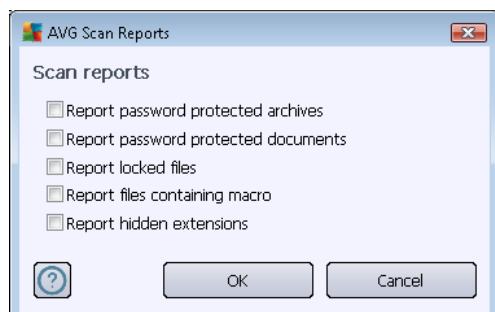 AVG Scan Reports
Scan reports
Report password protected archives
Report password protected documents
Report locked files
Report files containing macro
Report hidden extensions
? OK Cancel